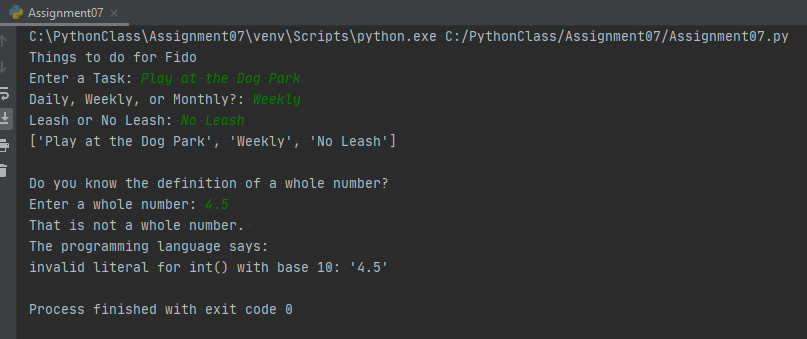 Assignment07
C:\PythonClass\Assignment07\venv\Scripts\python.exe C:/PythonClass/Assignment07/Assignment07.py
Things to do for Fido
Enter a Task: Play at the Dog Park
Daily, Weekly, or Monthly?: Weekly
Leash or No Leash: No Leash
['Play at the Dog Park', 'Weekly', 'No Leash']
Do you know the definition of a whole number?
Enter a whole number: 4.5
That is not a whole number.
The programming language says:
invalid literal for int() with base 10: '4.5'
Process finished with exit code 0